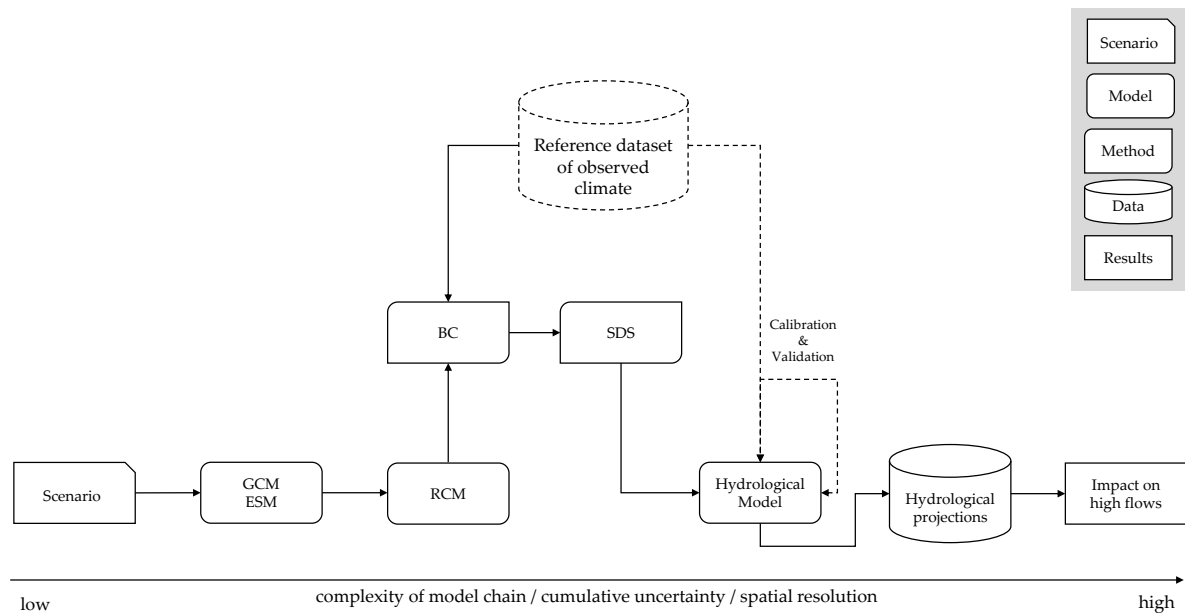 Scenario
Model
Method
Data
Results
Reference dataset
of observed
climate
BC
SDS
Calibration
&
Validation
Scenario
GCM
ESM
RCM
Hydrological
Model
Hydrological
projections
Impact on
high flows
low
complexity of model chain / cumulative uncertainty / spatial resolution
high